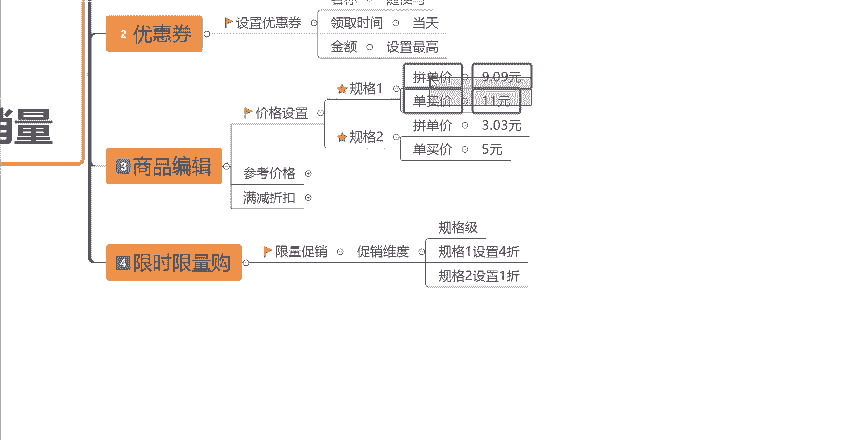 2 优惠券
设置优惠券
领取时间 当天
金额 设置最高
销量
3 商品编辑
价格设置
规格1
拼单价 9.09元
单买价 11元
规格2
拼单价 3.03元
单买价 5元
参考价格
满减折扣
4 限时限量购
限量促销 促销维度
规格级
规格1设置4折
规格2设置1折